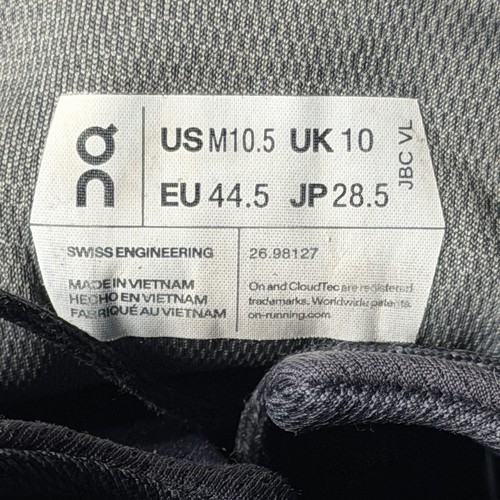 On
US M10.5 UK 10
EU 44.5 JP 28.5
JBC VL
SWISS ENGINEERING
26.98127
MADE IN VIETNAM
HECHO EN VIETNAM
FABRIQUÉ AU VIETNAM
On and CloudTec are registered
trademarks. Worldwide patents.
on-running.com